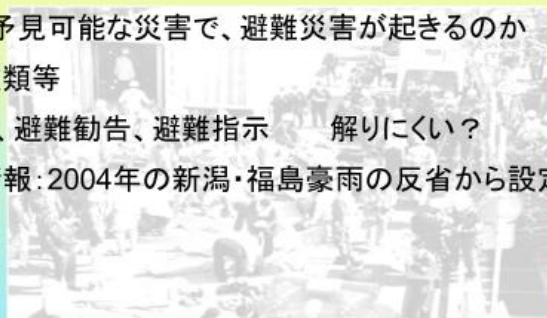 予見可能な災害で、避難災害が起きるのか
類等
、避難勧告、避難指示　　解りにくい？
報：2004年の新潟・福島豪雨の反省から設定